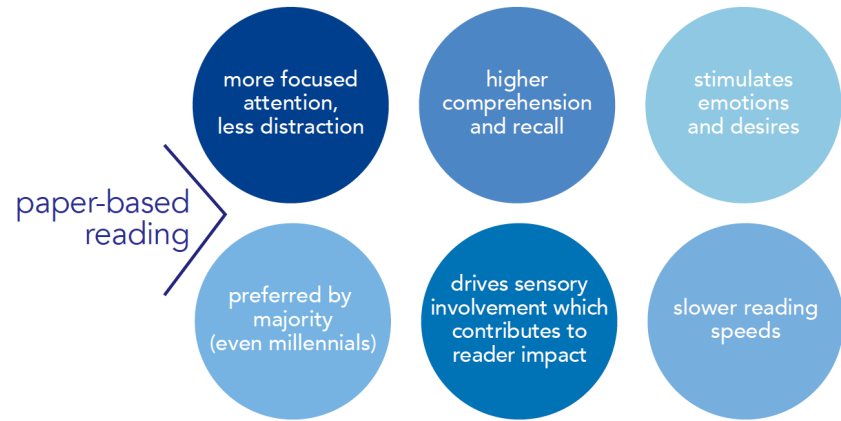 paper-based
reading
more focused
attention,
less distraction
higher
comprehension
and recall
stimulates
emotions
and desires
preferred by
majority
(even millennials)
drives sensory
involvement which
contributes to
reader impact
slower reading
speeds